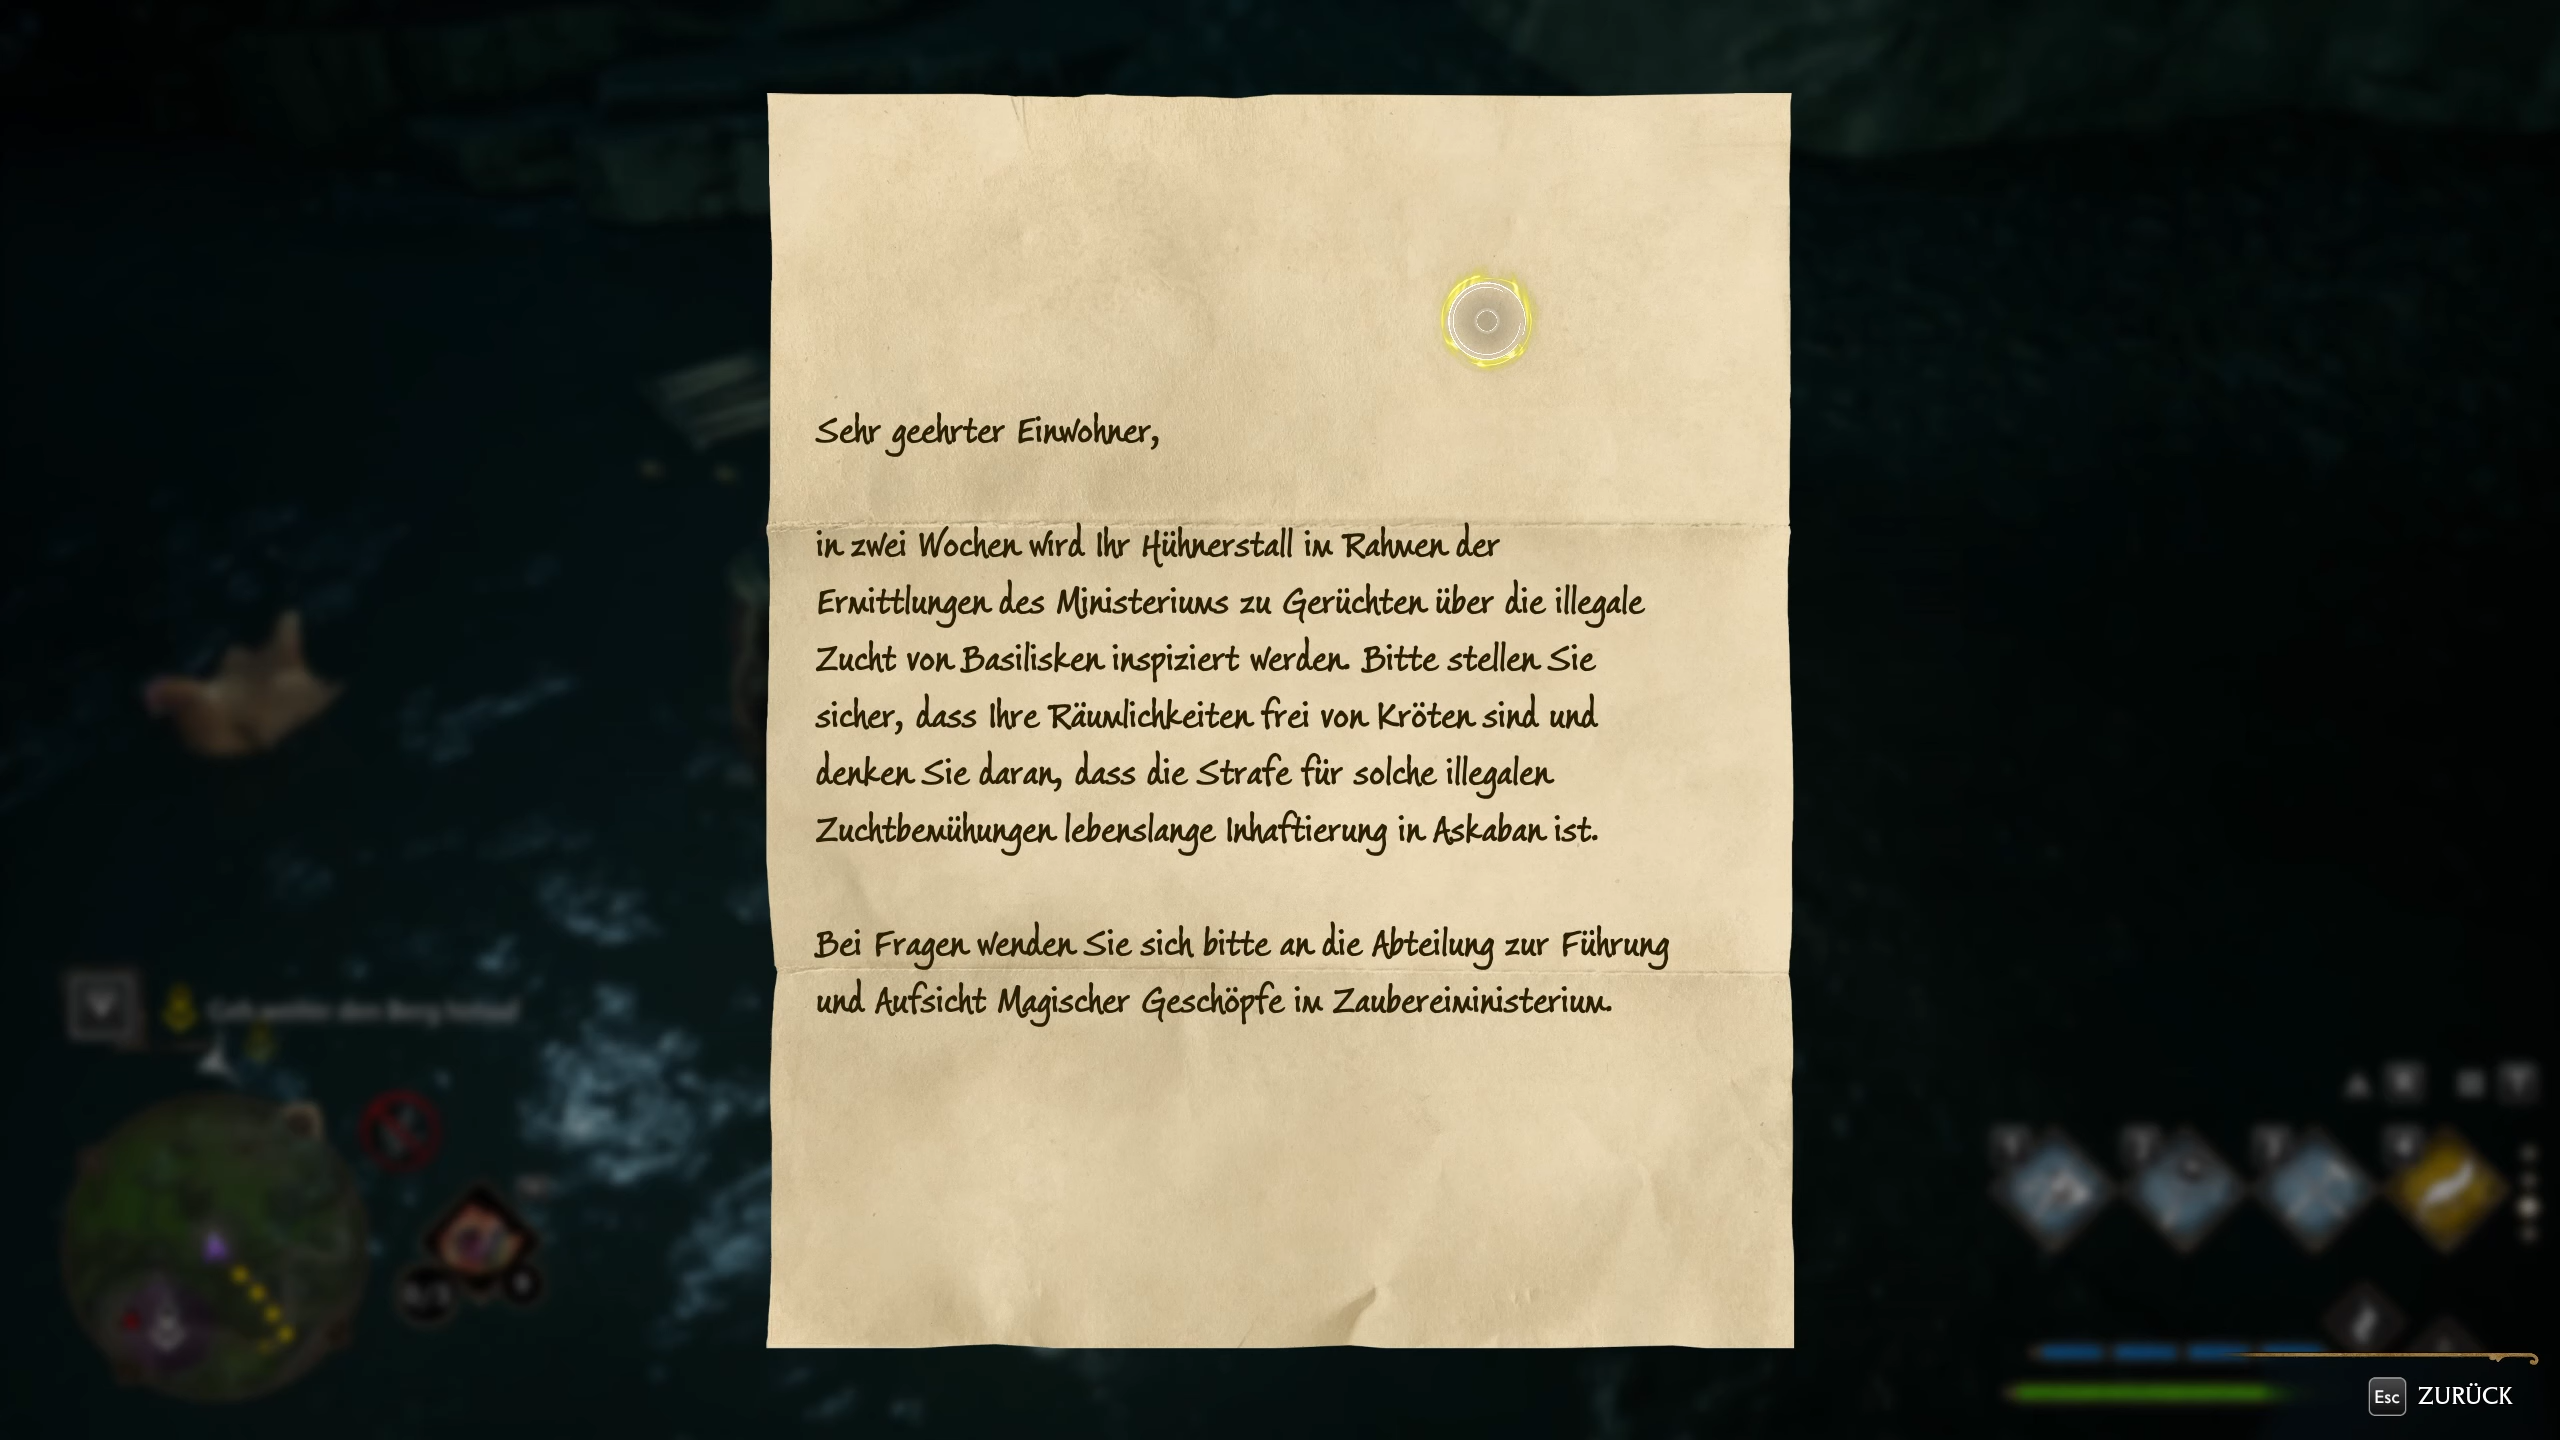 Sehr geehrter Einwohner,
in zwei Wochen wird Ihr Hühnerstall im Rahmen der
Ermittlungen des Ministeriums zu Gerüchten über die illegale
Zucht von Basilisken inspiziert werden. Bitte stellen Sie
sicher, dass Ihre Räumlichkeiten frei von Kröten sind und
denken Sie daran, dass die Strafe für solche illegalen
Zuchtbemühungen lebenslange Inhaftierung in Askaban ist.
Bei Fragen wenden Sie sich bitte an die Abteilung zur Führung
und Aufsicht Magischer Geschöpfe im Zaubereiministerium.
Esc ZURÜCK